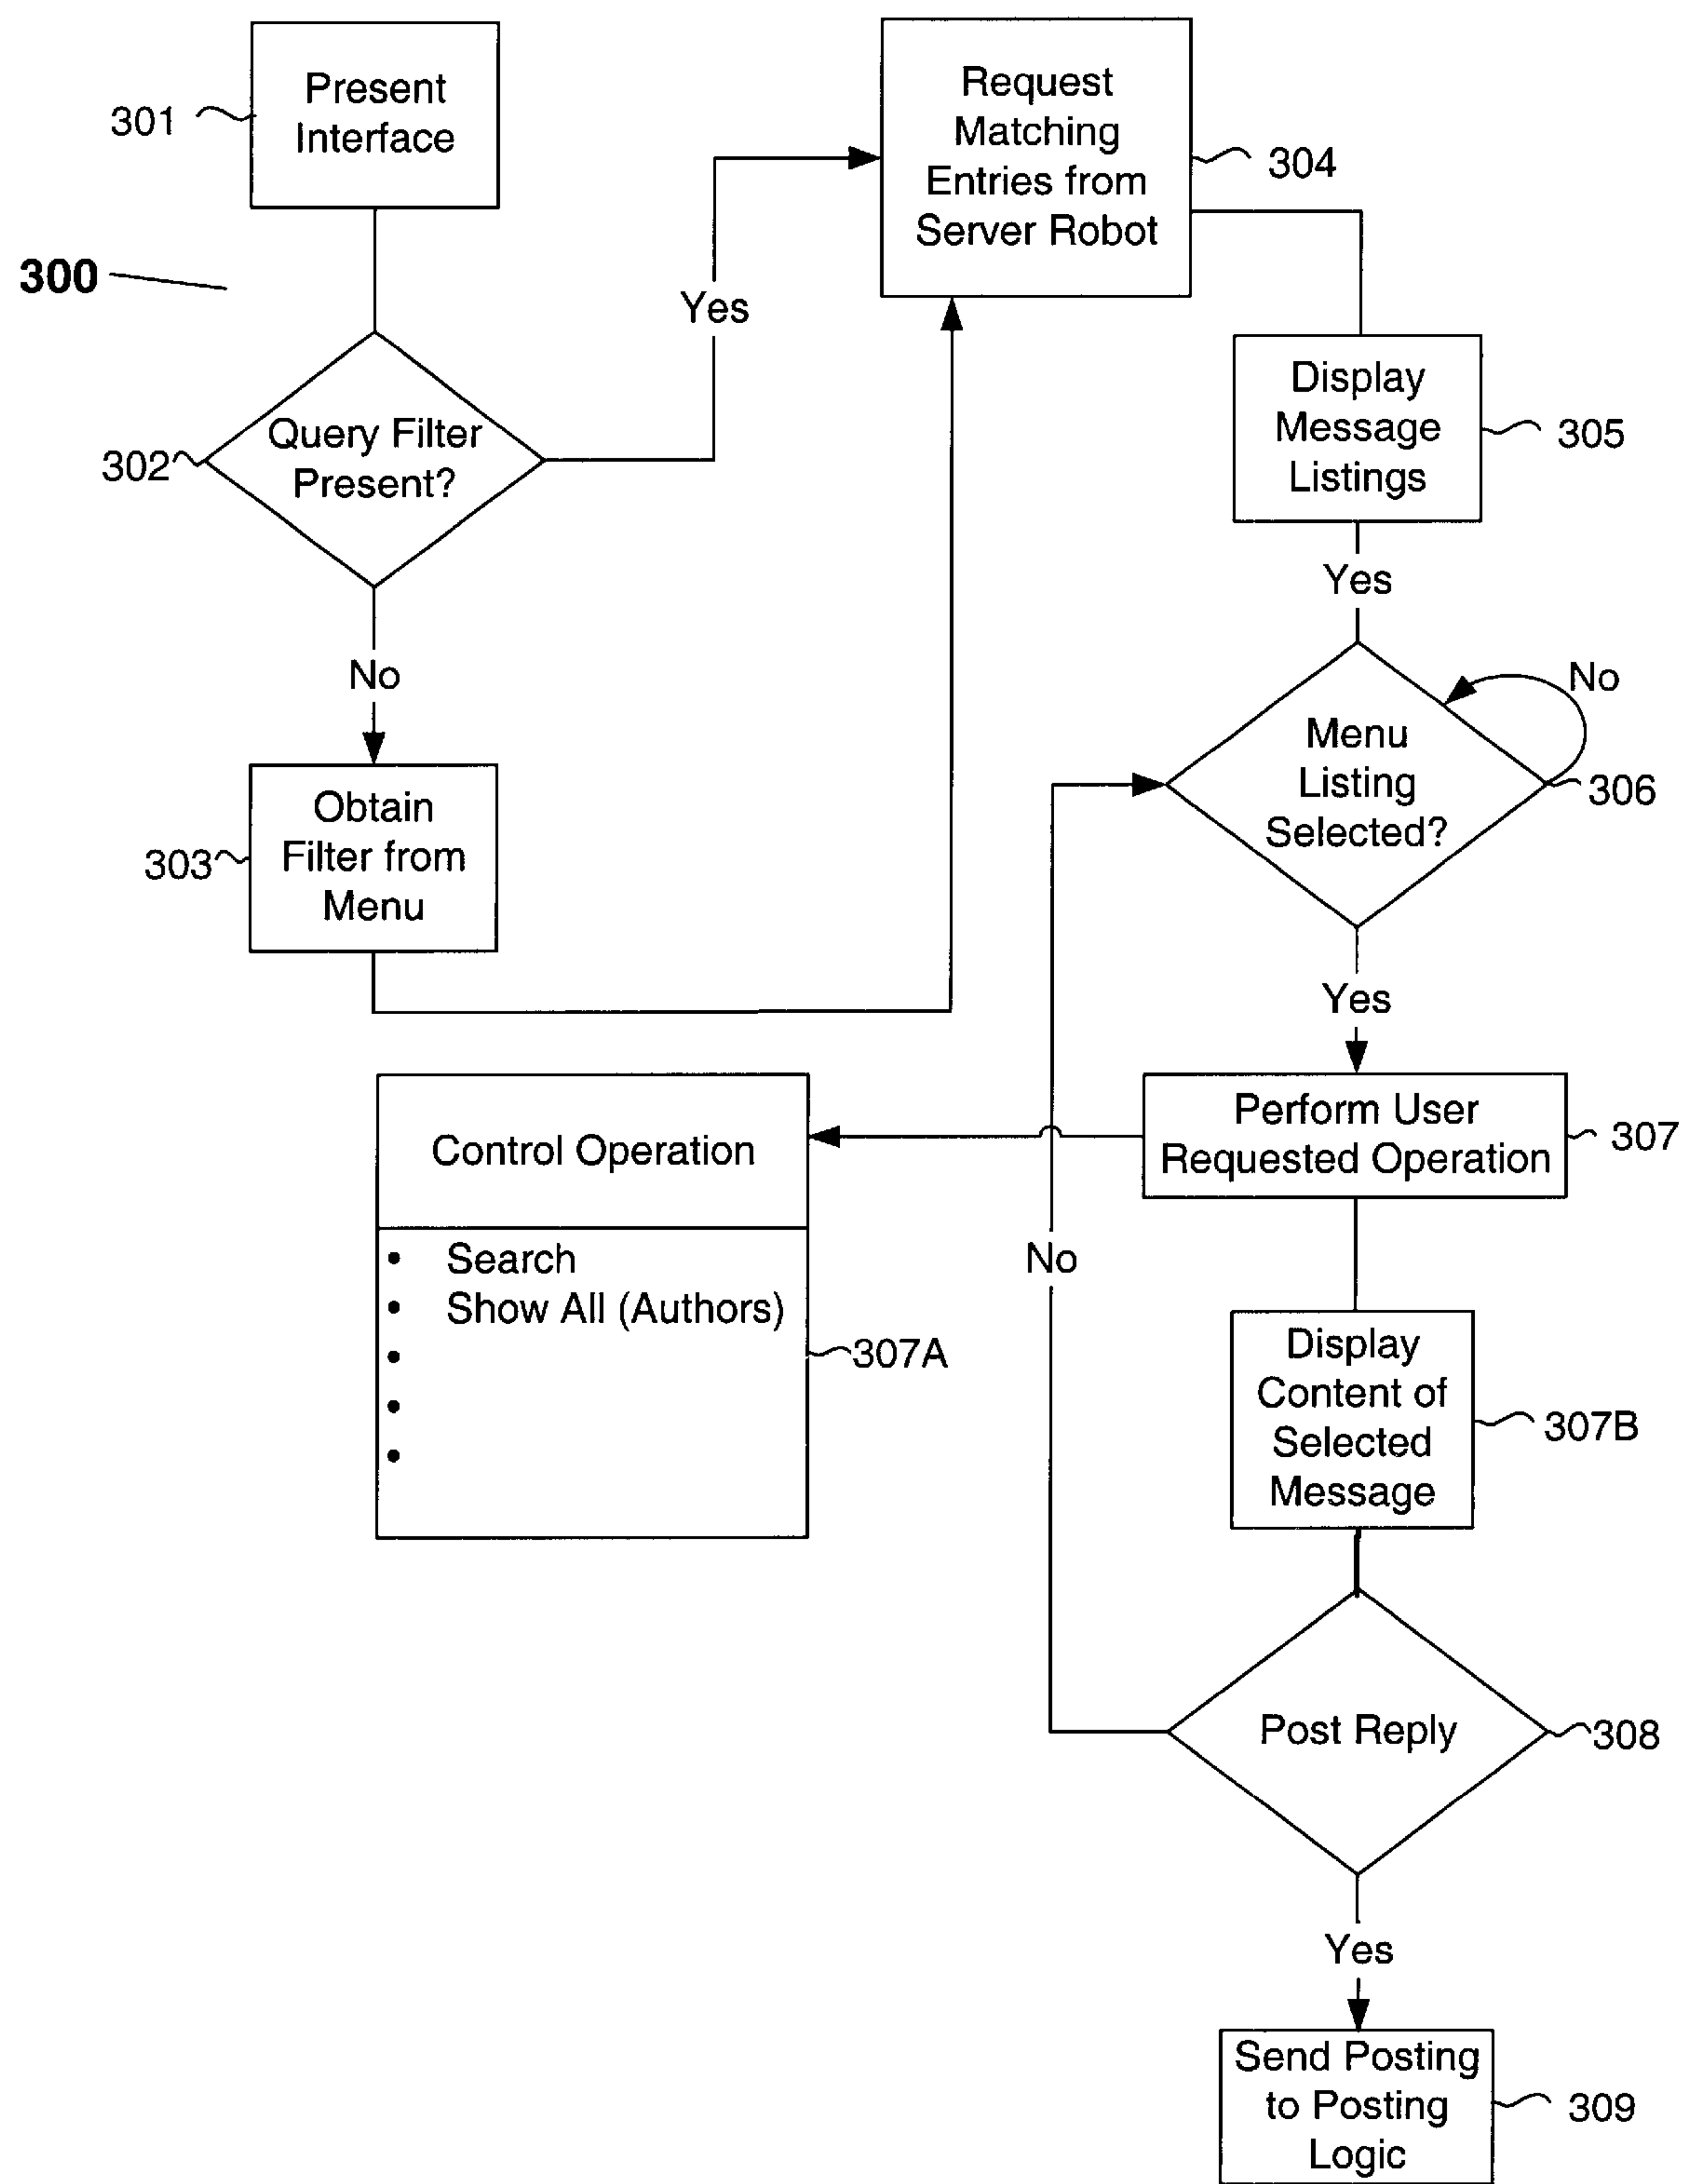 300
Present
Interface
301
Query Filter
Present?
302
Yes
No
Obtain
Filter from
Menu
303
Request
Matching
Entries from
Server Robot
304
Display
Message
Listings
305
Yes
Menu
Listing
Selected?
306
No
Yes
Perform User
Requested Operation
307
Control Operation
• Search
• Show All (Authors)
•
•
•
307A
Display
Content of
Selected
Message
307B
Post Reply
308
No
Yes
Send Posting
to Posting
Logic
309